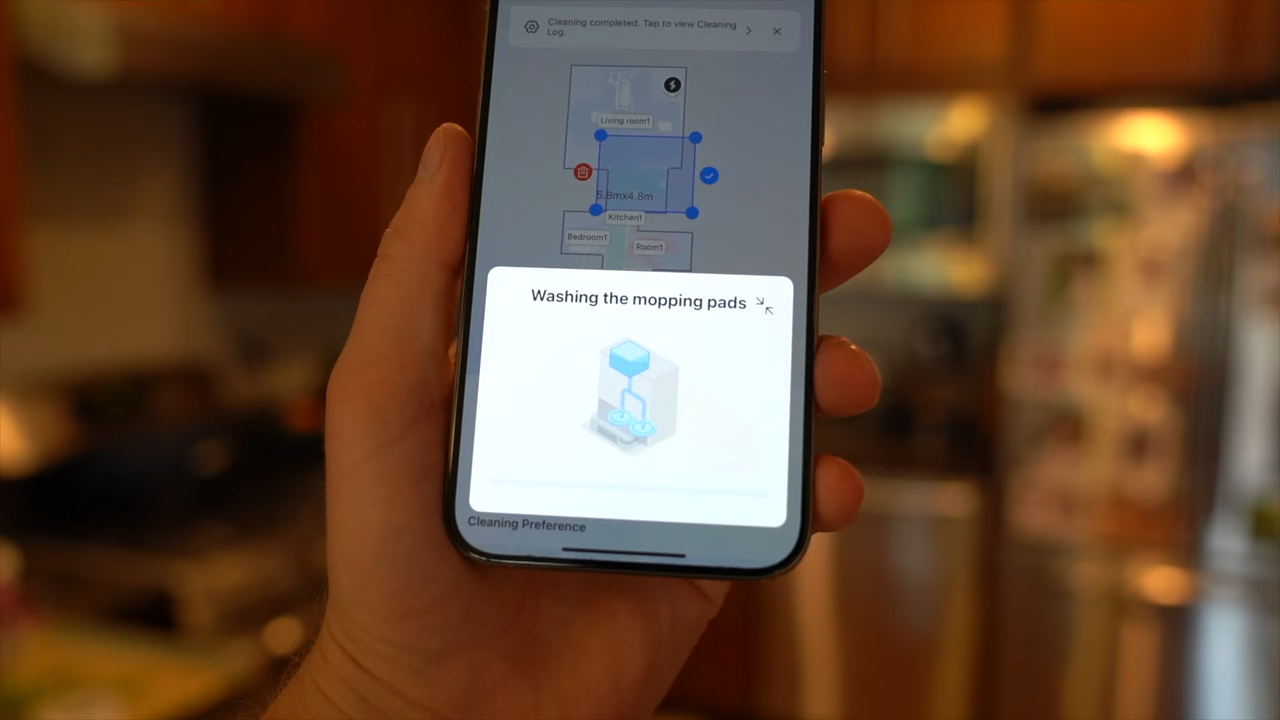 Cleaning completed. Tap to view Cleaning
Log.
Living room1
5.8mx4.8m
Kitchen1
Bedroom1
Room1
Washing the mopping pads
Cleaning Preference